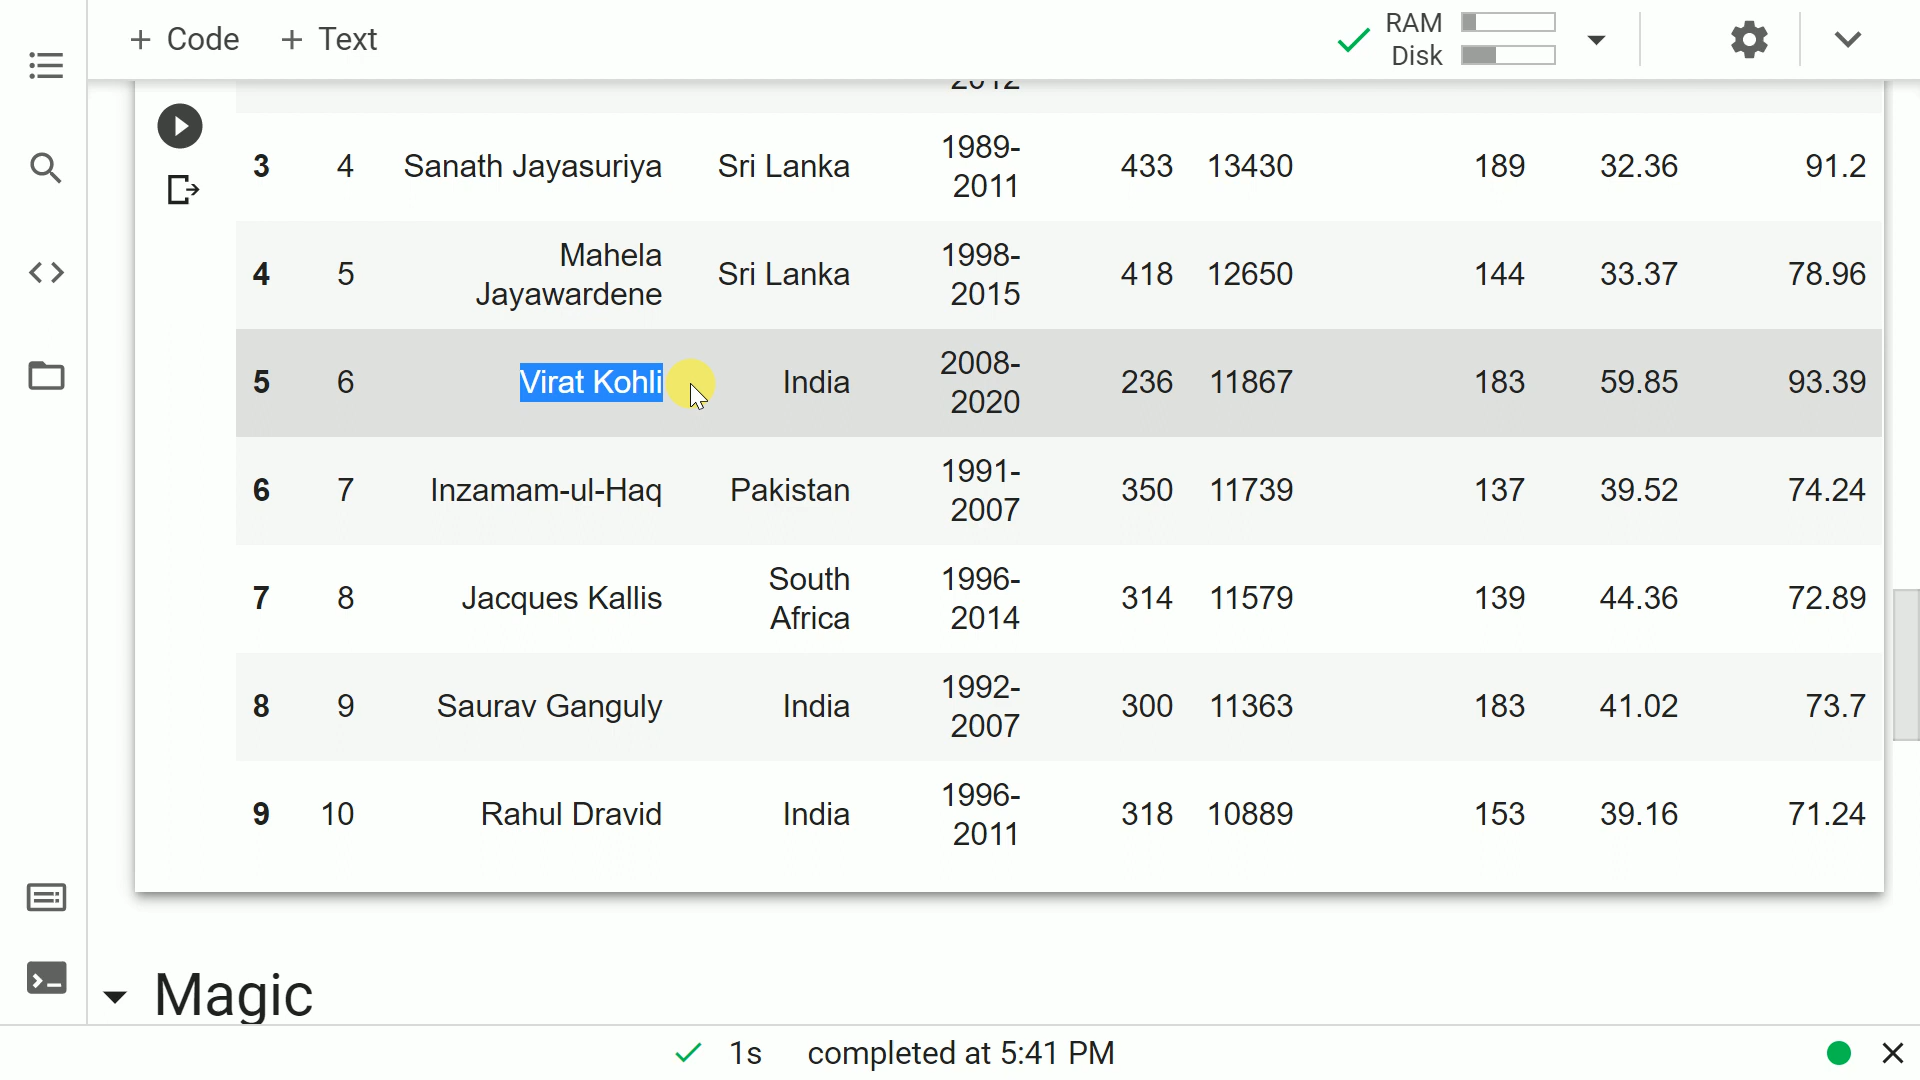 + Code + Text
RAM
Disk
2012
3 4 Sanath Jayasuriya Sri Lanka 1989-
2011 433 13430 189 32.36 91.2
4 5 Mahela
Jayawardene Sri Lanka 1998-
2015 418 12650 144 33.37 78.96
5 6 Virat Kohli India 2008-
2020 236 11867 183 59.85 93.39
6 7 Inzamam-ul-Haq Pakistan 1991-
2007 350 11739 137 39.52 74.24
7 8 Jacques Kallis South
Africa 1996-
2014 314 11579 139 44.36 72.89
8 9 Saurav Ganguly India 1992-
2007 300 11363 183 41.02 73.7
9 10 Rahul Dravid India 1996-
2011 318 10889 153 39.16 71.24
Magic
1s completed at 5:41 PM